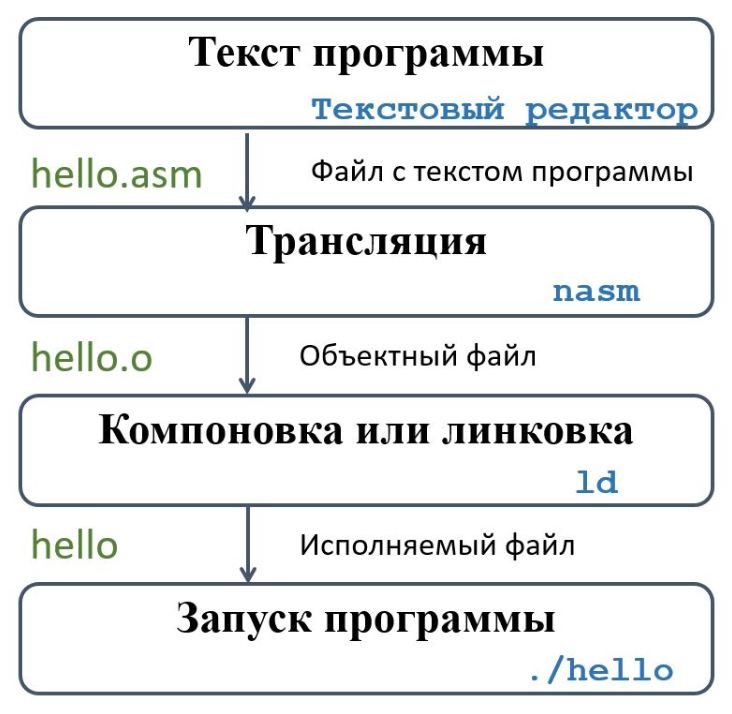 Текст программы
Текстовый редактор
hello.asm
Файл с текстом программы
Трансляция
nasm
hello.o
Объектный файл
Компоновка или линковка
ld
hello
Исполняемый файл
Запуск программы
./hello